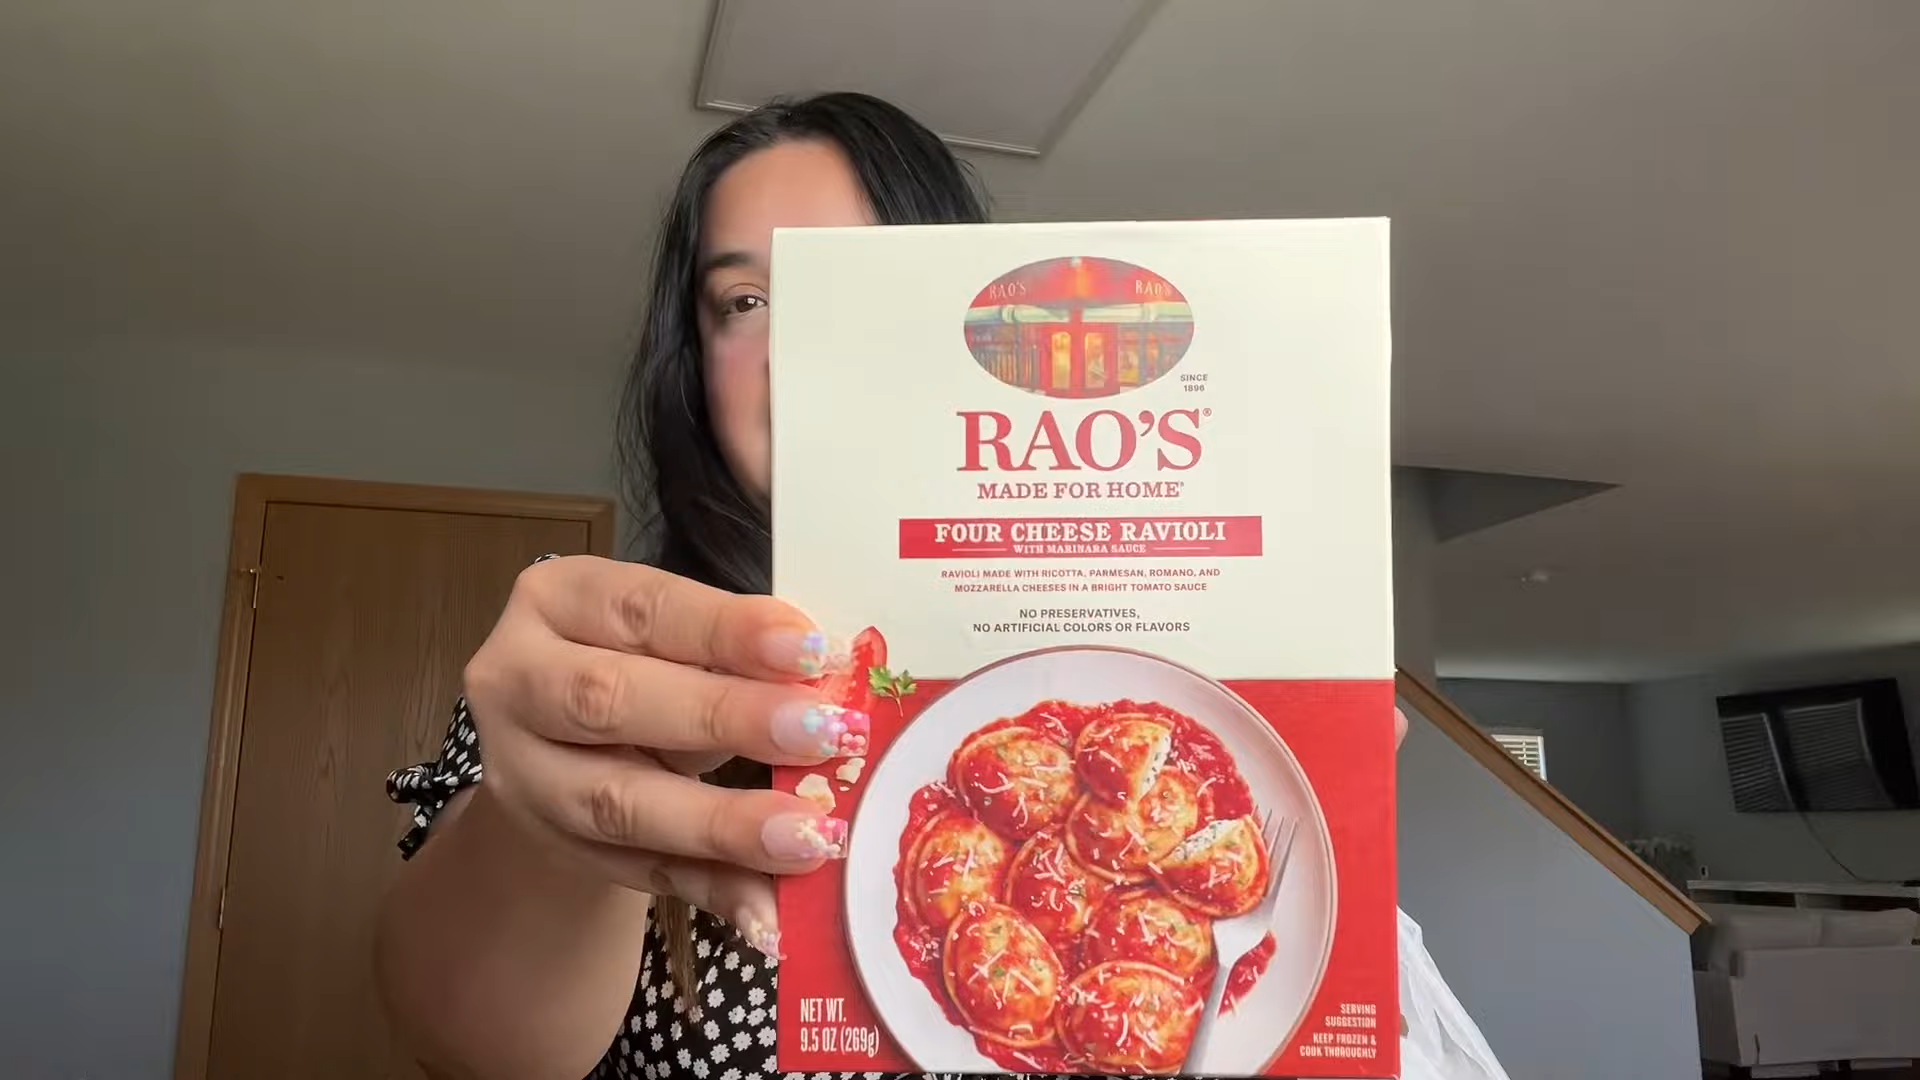 RAO'S RAO'S
SINCE
1896
RAO'S®
MADE FOR HOME
FOUR CHEESE RAVIOLI
WITH MARINARA SAUCE
RAVIOLI MADE WITH RICOTTA, PARMESAN, ROMANO, AND
MOZZARELLA CHEESES IN A BRIGHT TOMATO SAUCE
NO PRESERVATIVES,
NO ARTIFICIAL COLORS OR FLAVORS
NET WT.
9.5 OZ (269g)
SERVING
SUGGESTION
KEEP FROZEN &
COOK THOROUGHLY